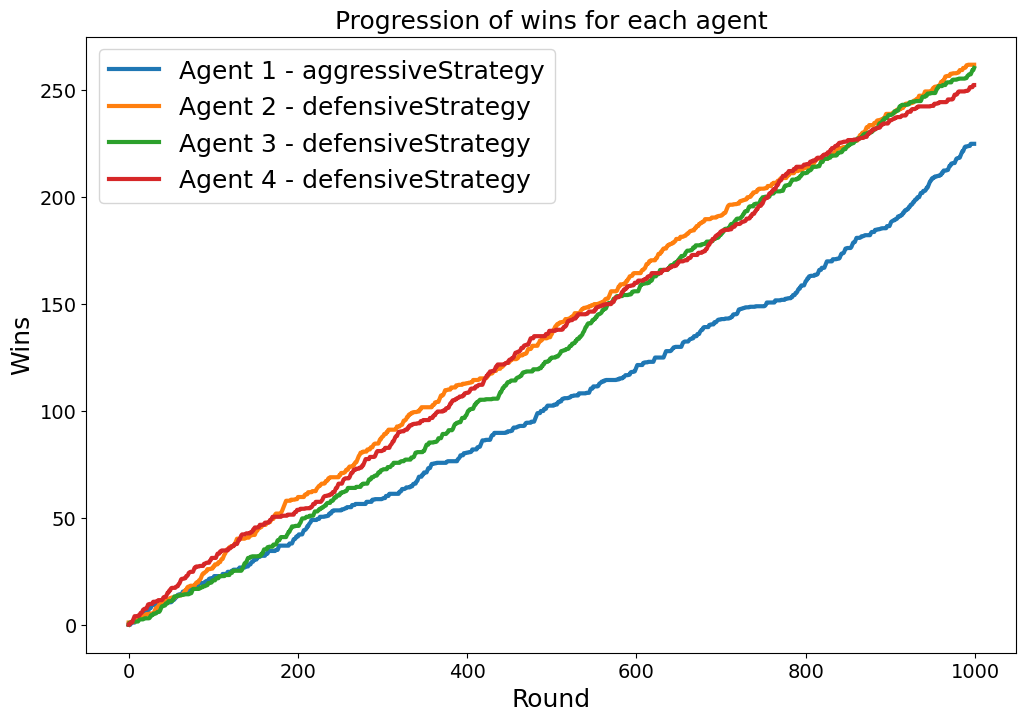 Progression of wins for each agent
Agent 1 - aggressiveStrategy
Agent 2 - defensiveStrategy
Agent 3 - defensiveStrategy
Agent 4 - defensiveStrategy
250
200
150
100
50
0
Wins
0 200 400 600 800 1000
Round